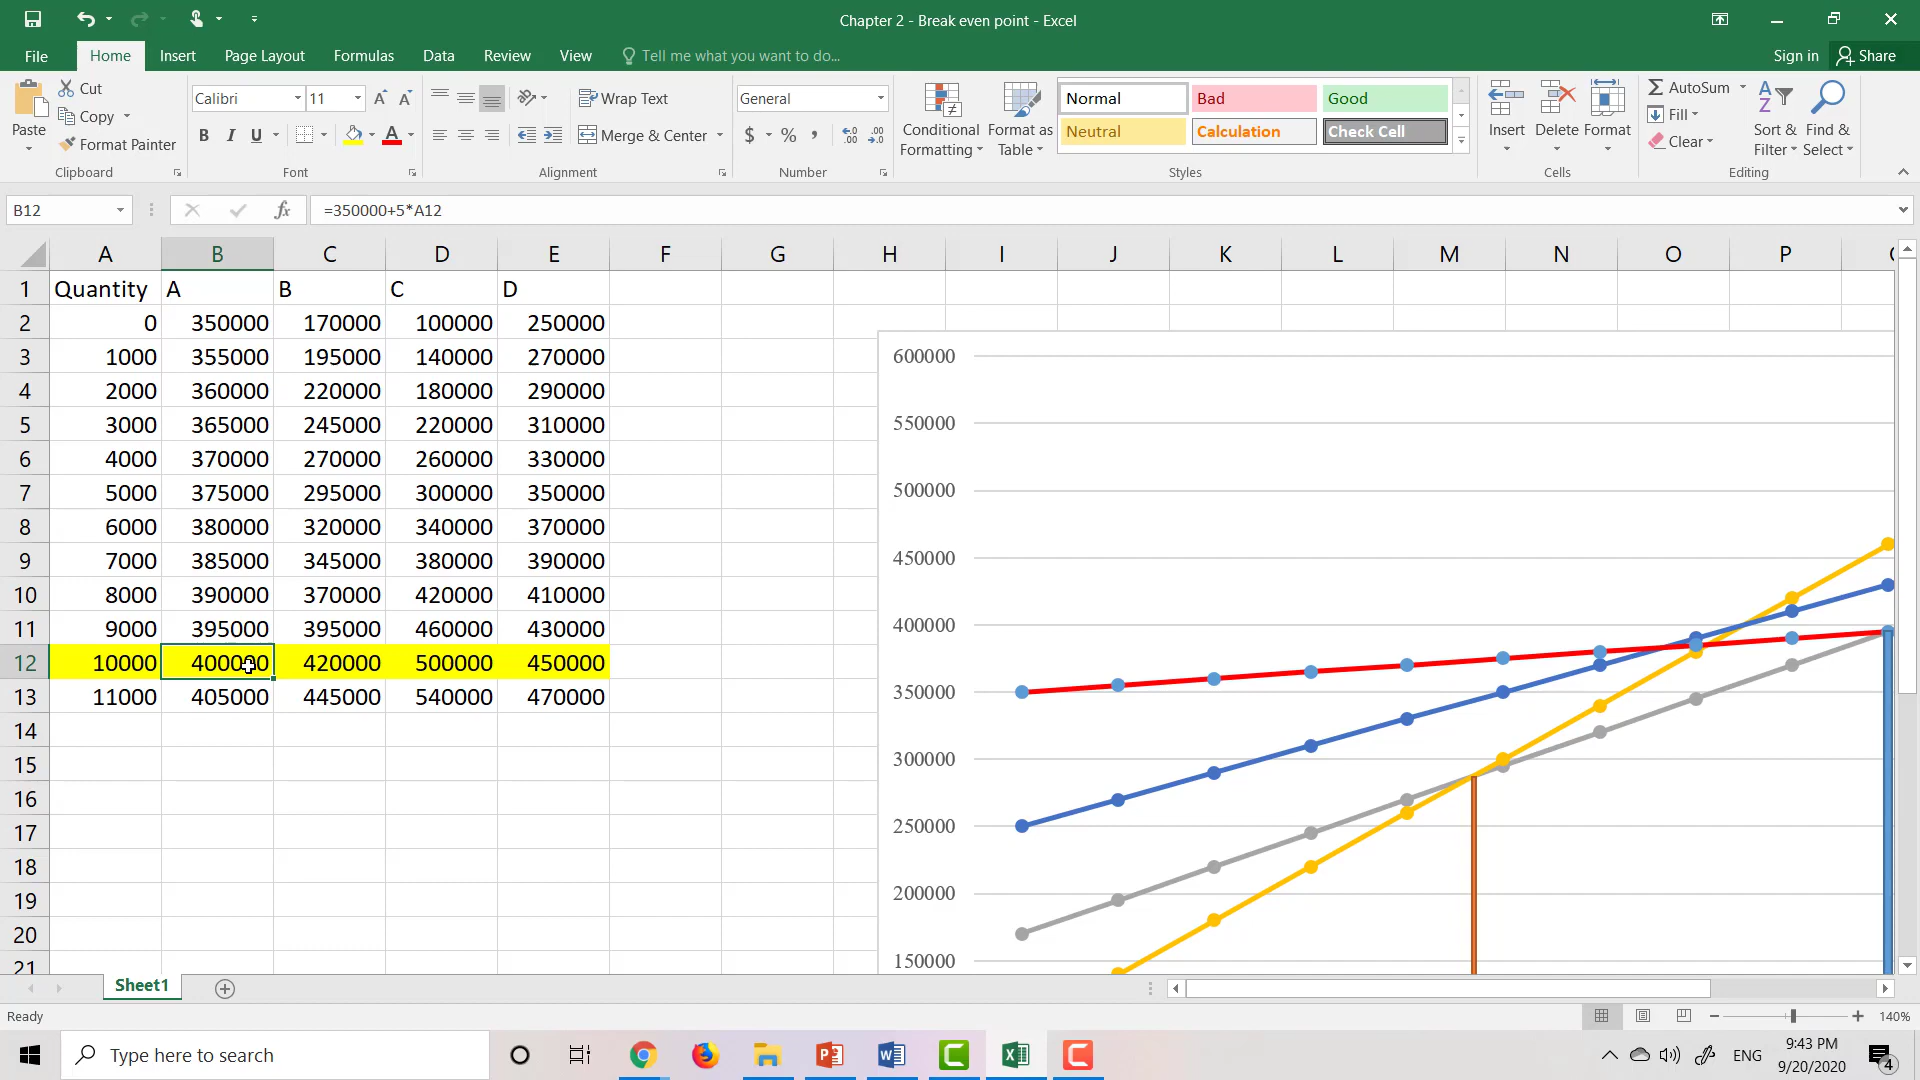 Chapter 2 - Break even point - Excel
File Home Insert Page Layout Formulas Data Review View Tell me what you want to do... Sign in Share
Paste Cut Copy Format Painter Clipboard
Calibri 11 A A B I U A Font
Wrap Text Merge & Center Alignment
General $ % , .00 Number
Conditional Formatting Format as Table
Normal Bad Good
Neutral Calculation Check Cell
Styles
Insert Delete Format
Cells
AutoSum Fill Clear Sort & Filter Find & Select
Editing
B12 fx =350000+5*A12
A B C D E F G H I J K L M N O P
1 Quantity A B C D
2 0 350000 170000 100000 250000
3 1000 355000 195000 140000 270000
4 2000 360000 220000 180000 290000
5 3000 365000 245000 220000 310000
6 4000 370000 270000 260000 330000
7 5000 375000 295000 300000 350000
8 6000 380000 320000 340000 370000
9 7000 385000 345000 380000 390000
10 8000 390000 370000 420000 410000
11 9000 395000 395000 460000 430000
12 10000 400000 420000 500000 450000
13 11000 405000 445000 540000 470000
14
15
16
17
18
19
20
21
600000
550000
500000
450000
400000
350000
300000
250000
200000
150000
Sheet1
Ready 140%
Type here to search ENG 9:43 PM
9/20/2020 4